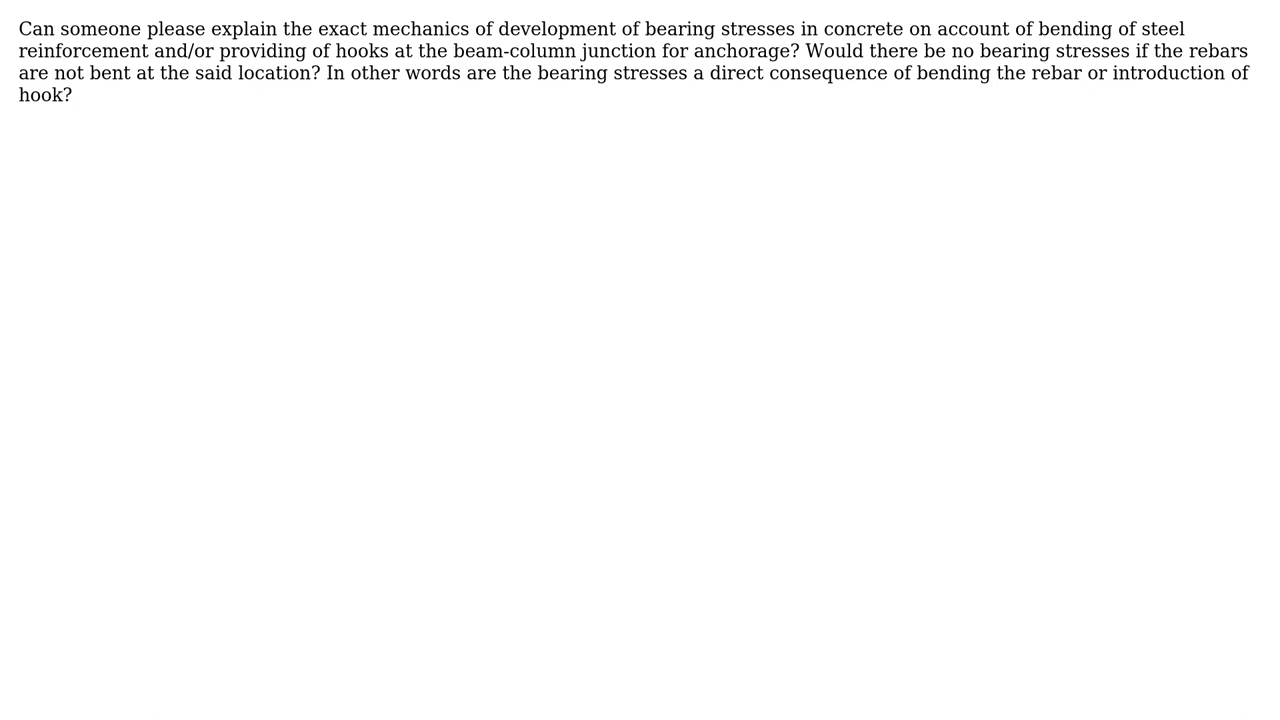 Can someone please explain the exact mechanics of development of bearing stresses in concrete on account of bending of steel
reinforcement and/or providing of hooks at the beam-column junction for anchorage? Would there be no bearing stresses if the rebars
are not bent at the said location? In other words are the bearing stresses a direct consequence of bending the rebar or introduction of
hook?